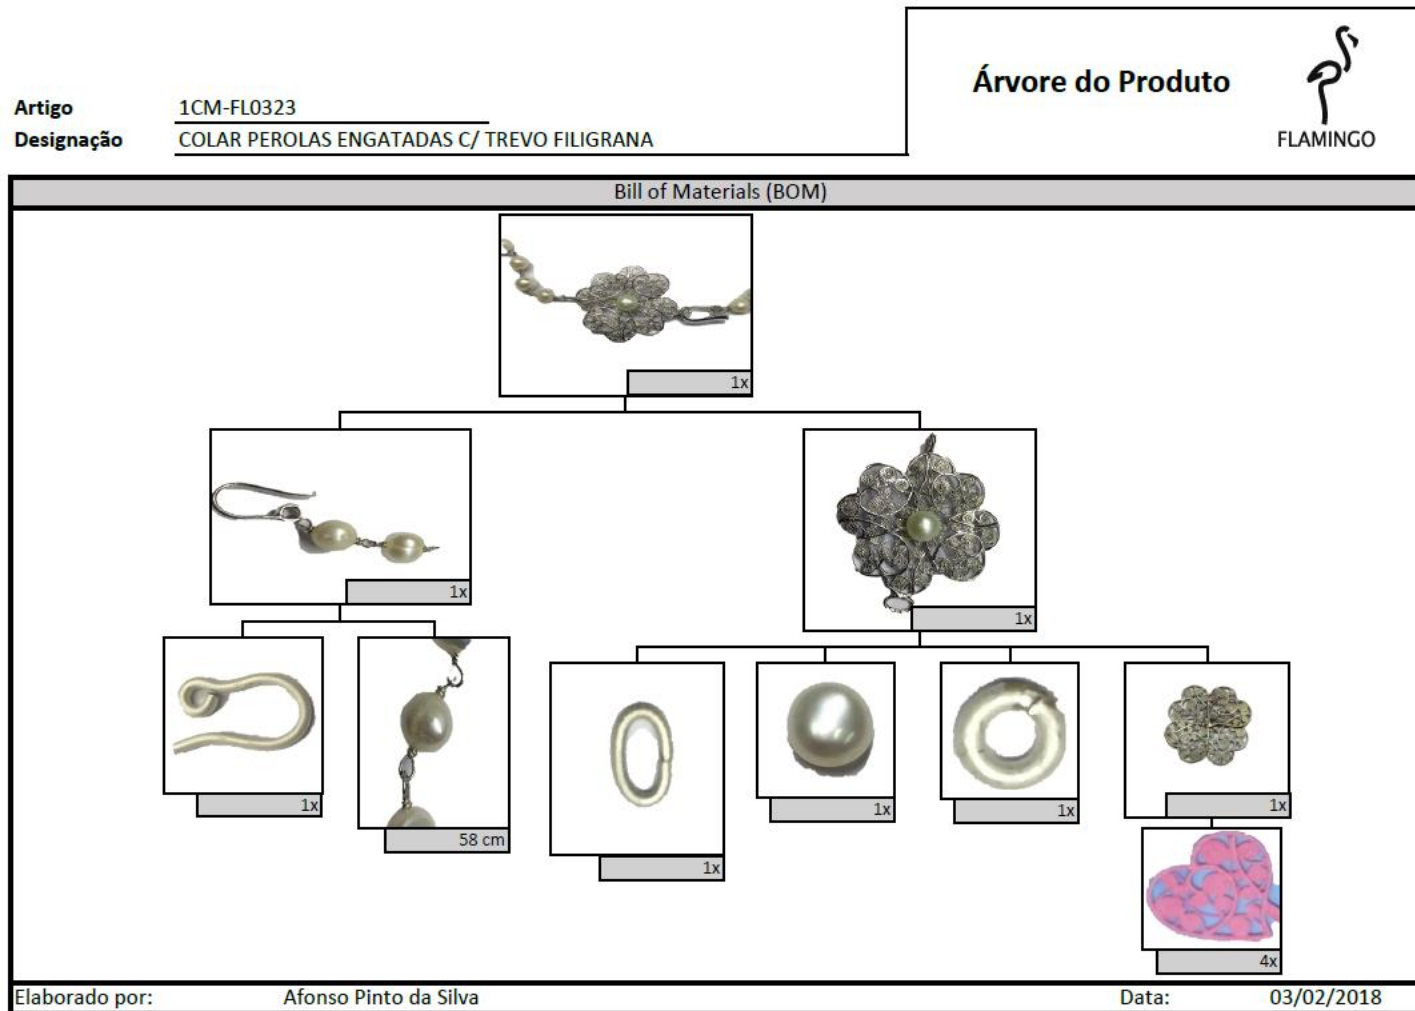 Árvore do Produto
FLAMINGO
Artigo 1CM-FL0323
Designação COLAR PEROLAS ENGATADAS C/ TREVO FILIGRANA
Bill of Materials (BOM)
1x
1x
1x
1x
58 cm
1x
1x
1x
1x
4x
Elaborado por: Afonso Pinto da Silva Data: 03/02/2018